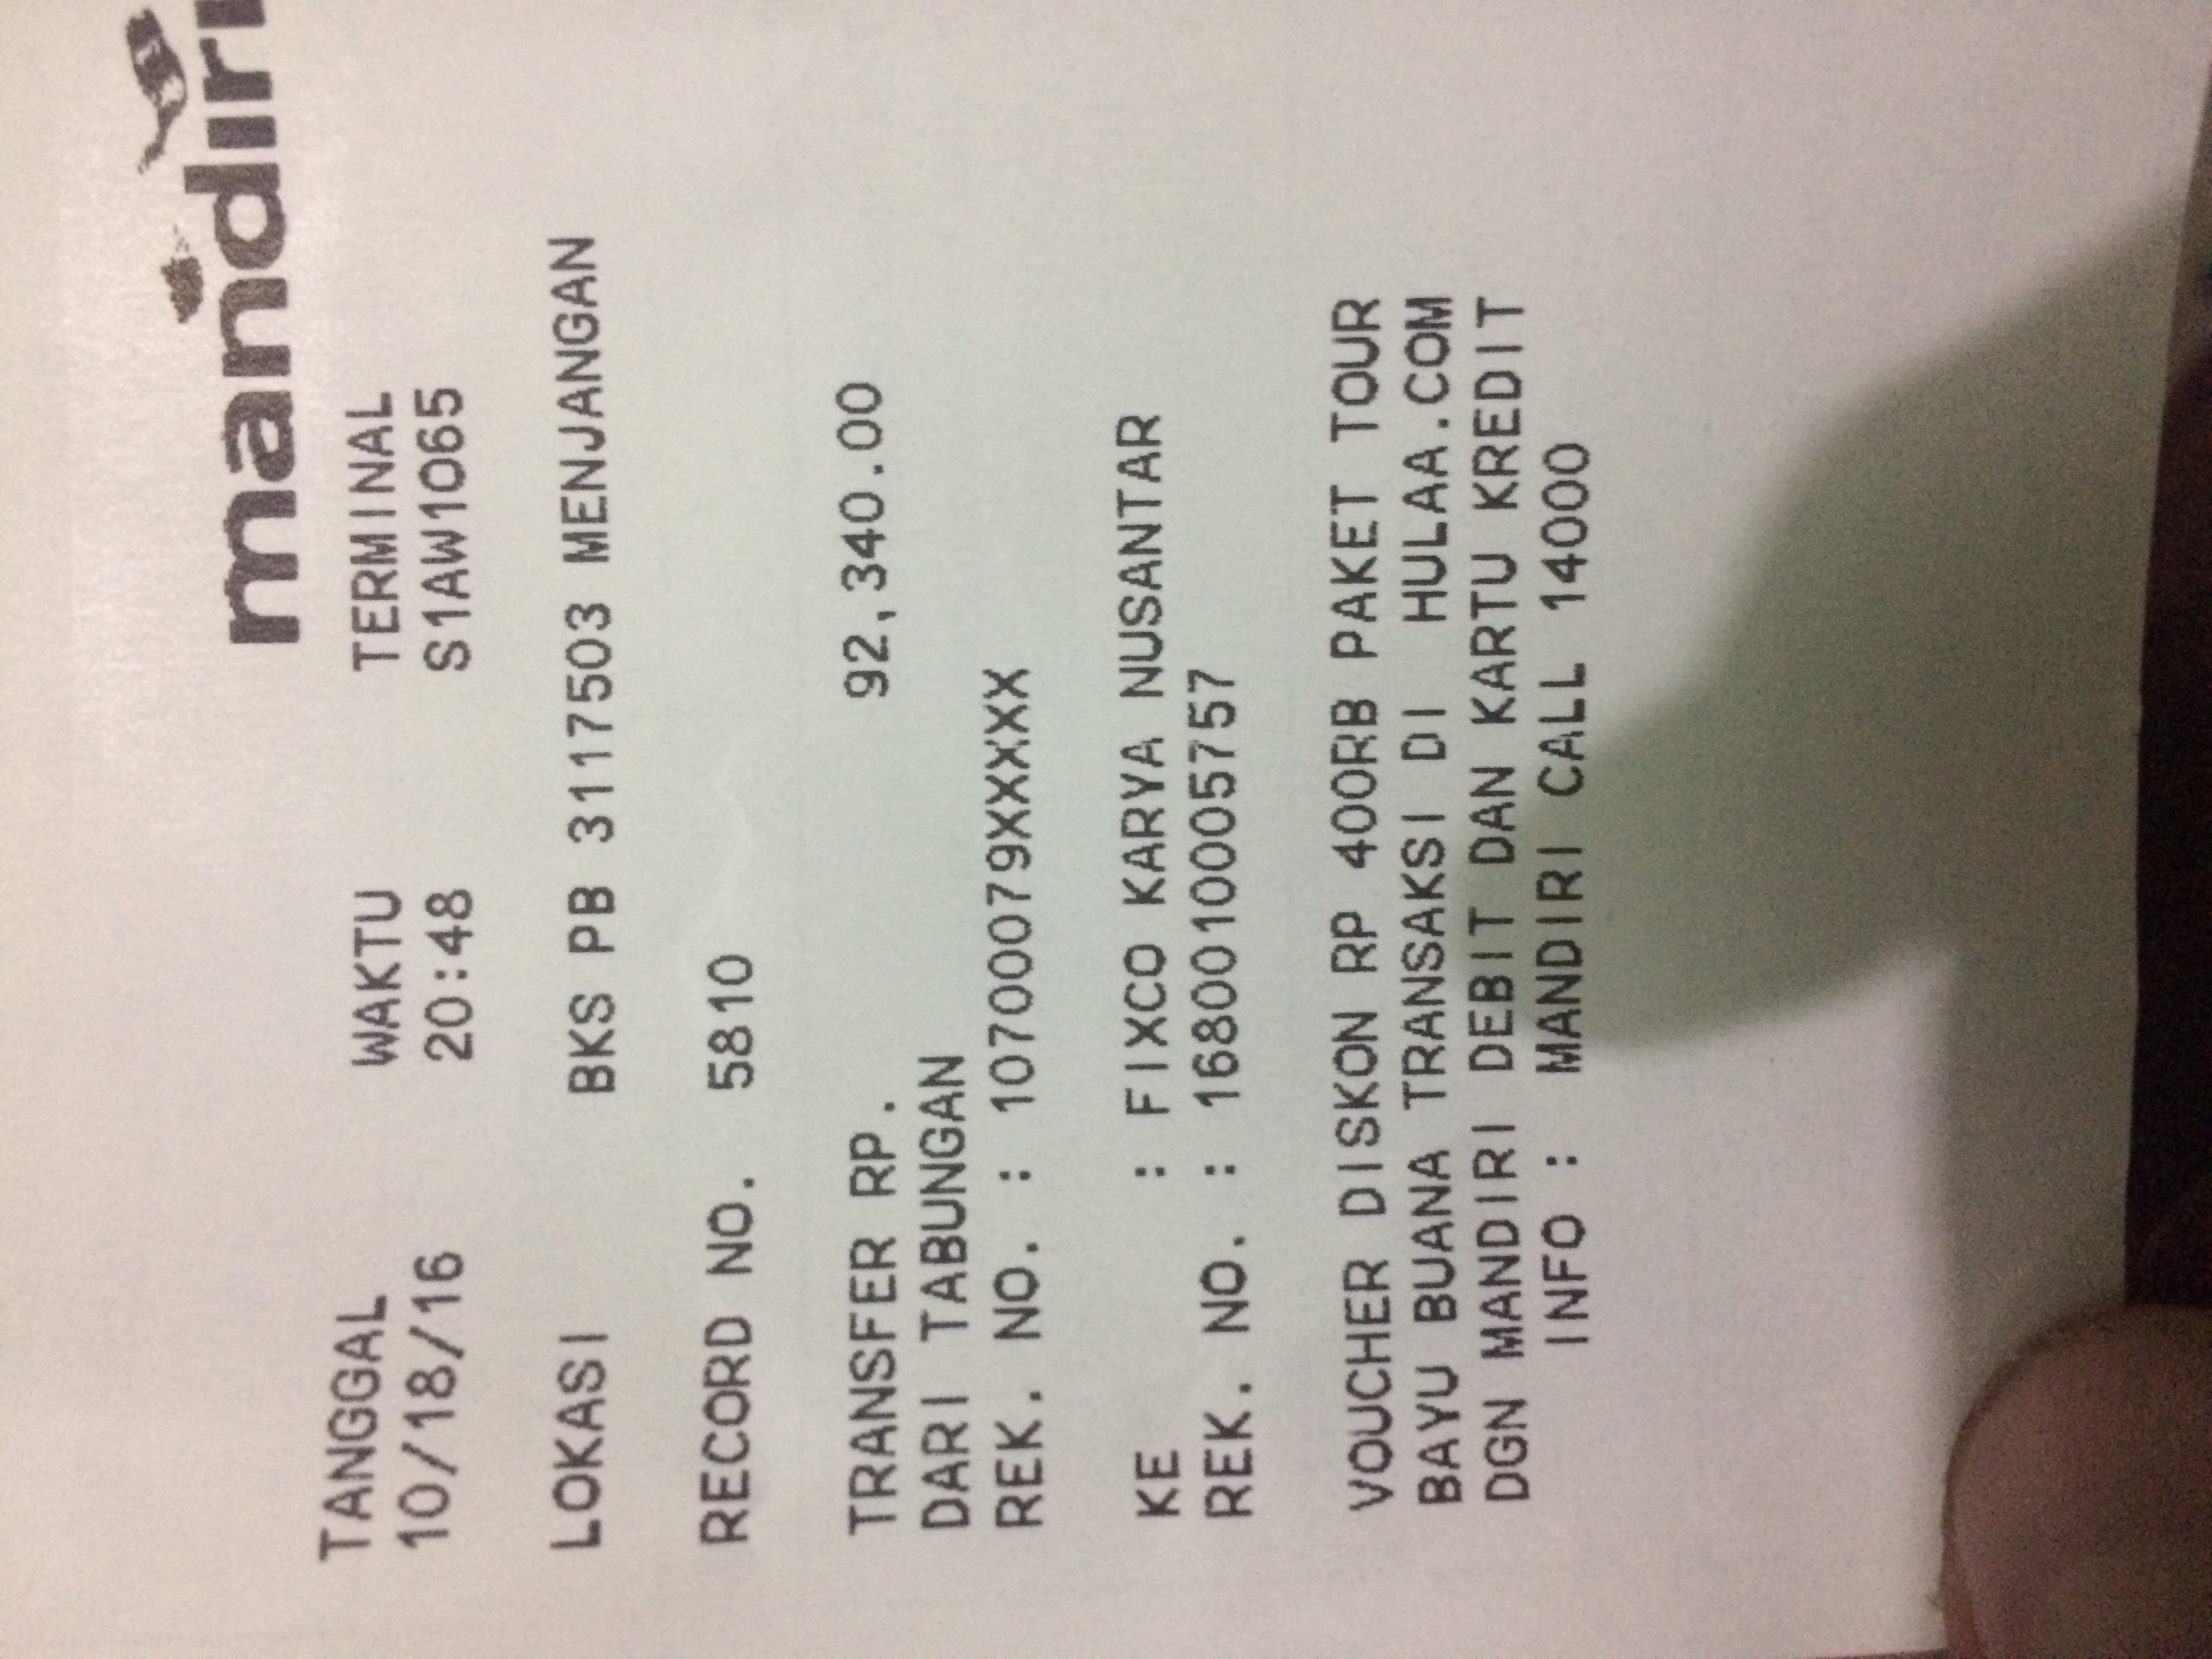 mandiri
TANGGAL WAKTU TERMINAL
10/18/16 20:48 S1AW1065
LOKASI BKS PB 3117503 MENJANGAN
RECORD NO. 5810
TRANSFER RP. 92,340.00
DARI TABUNGAN
REK. NO. : 10700079XXXXX
KE : FIXCO KARYA NUSANTAR
REK. NO. : 1680010005757
VOUCHER DISKON RP 400RB PAKET TOUR
BAYU BUANA TRANSAKSI DI HULAA.COM
DGN MANDIRI DEBIT DAN KARTU KREDIT
INFO : MANDIRI CALL 14000